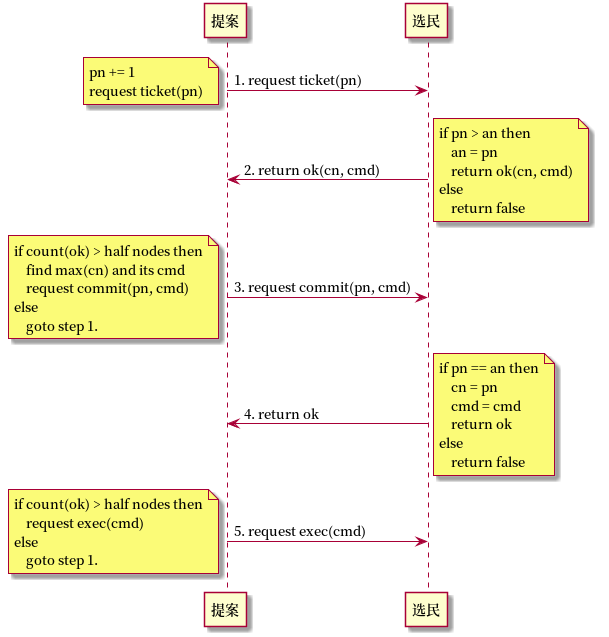 提案
选民
pn += 1
request ticket(pn)
1. request ticket(pn)
if pn > an then
an = pn
return ok(cn, cmd)
else
return false
2. return ok(cn, cmd)
if count(ok) > half nodes then
find max(cn) and its cmd
request commit(pn, cmd)
else
goto step 1.
3. request commit(pn, cmd)
if pn == an then
cn = pn
cmd = cmd
return ok
else
return false
4. return ok
if count(ok) > half nodes then
request exec(cmd)
else
goto step 1.
5. request exec(cmd)
提案
选民